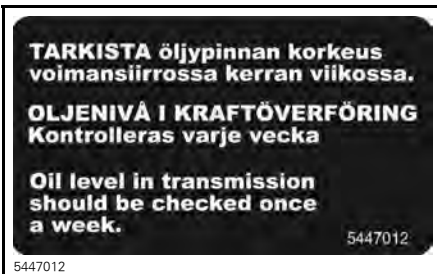 TARKISTA öljypinnan korkeus
voimansiirrossa kerran viikossa.
OLJENIVÅ I KRAFTÖVERFÖRING
Kontrolleras varje vecka
Oil level in transmission
should be checked once
a week.
5447012
5447012